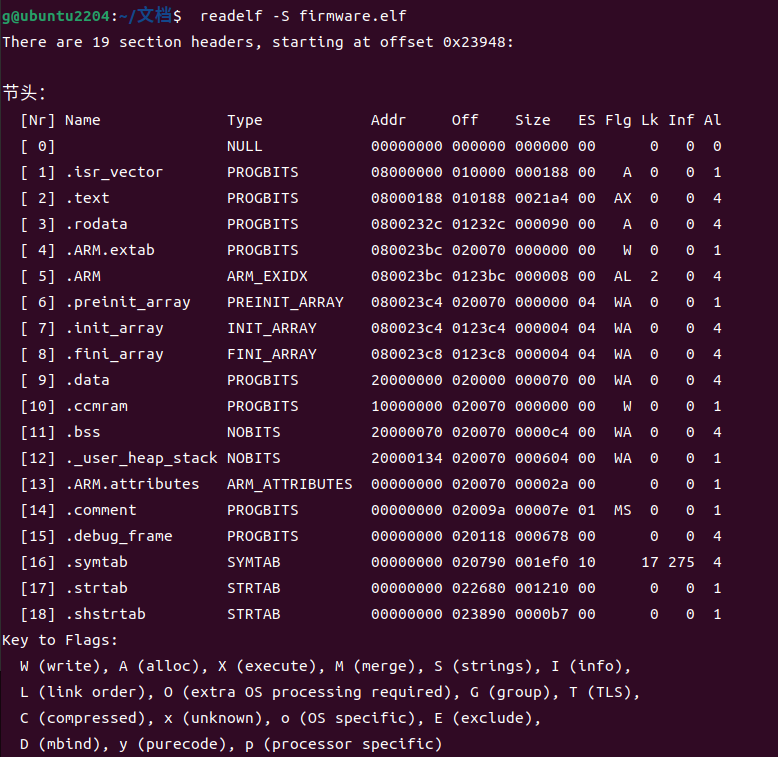 g@ubuntu2204:~/文档$  readelf -S firmware.elf
There are 19 section headers, starting at offset 0x23948:

节头：
  [Nr] Name              Type            Addr     Off    Size   ES Flg Lk Inf Al
  [ 0]                   NULL            00000000 000000 000000 00      0   0  0
  [ 1] .isr_vector       PROGBITS        08000000 010000 000188 00   A  0   0  1
  [ 2] .text             PROGBITS        08000188 010188 0021a4 00  AX  0   0  4
  [ 3] .rodata           PROGBITS        0800232c 01232c 000090 00   A  0   0  4
  [ 4] .ARM.extab        PROGBITS        080023bc 020070 000000 00   W  0   0  1
  [ 5] .ARM              ARM_EXIDX       080023bc 0123bc 000008 00  AL  2   0  4
  [ 6] .preinit_array    PREINIT_ARRAY   080023c4 020070 000000 04  WA  0   0  1
  [ 7] .init_array       INIT_ARRAY      080023c4 0123c4 000004 04  WA  0   0  4
  [ 8] .fini_array       FINI_ARRAY      080023c8 0123c8 000004 04  WA  0   0  4
  [ 9] .data             PROGBITS        20000000 020000 000070 00  WA  0   0  4
  [10] .ccmram           PROGBITS        10000000 020070 000000 00   W  0   0  1
  [11] .bss              NOBITS          20000070 020070 0000c4 00  WA  0   0  4
  [12] ._user_heap_stack NOBITS          20000134 020070 000604 00  WA  0   0  1
  [13] .ARM.attributes   ARM_ATTRIBUTES  00000000 020070 00002a 00      0   0  1
  [14] .comment          PROGBITS        00000000 02009a 00007e 01  MS  0   0  1
  [15] .debug_frame      PROGBITS        00000000 020118 000678 00      0   0  4
  [16] .symtab           SYMTAB          00000000 020790 001ef0 10     17 275  4
  [17] .strtab           STRTAB          00000000 022680 001210 00      0   0  1
  [18] .shstrtab         STRTAB          00000000 023890 0000b7 00      0   0  1
Key to Flags:
  W (write), A (alloc), X (execute), M (merge), S (strings), I (info),
  L (link order), O (extra OS processing required), G (group), T (TLS),
  C (compressed), x (unknown), o (OS specific), E (exclude),
  D (mbind), y (purecode), p (processor specific)